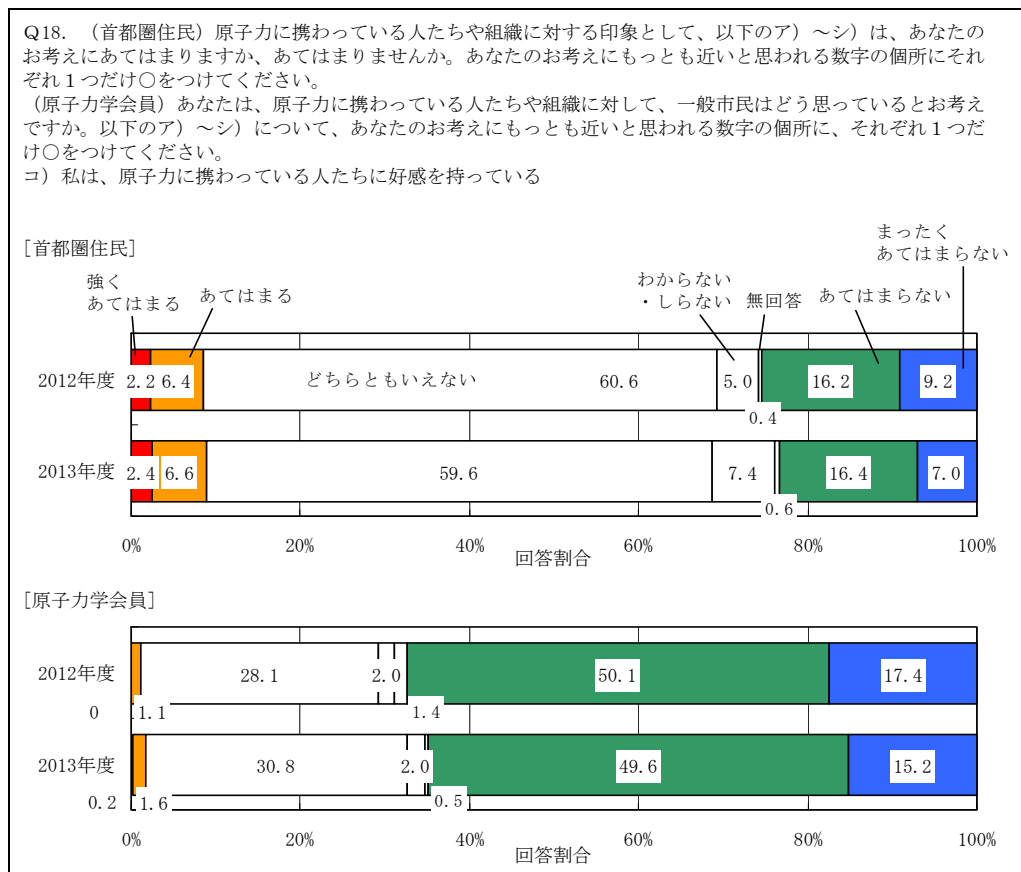 Q18. （首都圏住民）原子力に携わっている人たちや組織に対する印象として、以下のア）～シ）は、あなたの
お考えにあてはまりますか、あてはまりませんか。あなたのお考えにもっとも近いと思われる数字の個所にそれ
ぞれ１つだけ○をつけてください。
（原子力学会員）あなたは、原子力に携わっている人たちや組織に対して、一般市民はどう思っているとお考え
ですか。以下のア）～シ）について、あなたのお考えにもっとも近いと思われる数字の個所に、それぞれ１つだ
け○をつけてください。
コ）私は、原子力に携わっている人たちに好感を持っている
[首都圏住民]
強く
あてはまる
あてはまる
わからない
・しらない
無回答
あてはまらない
まったく
あてはまらない
2012年度 2.2 6.4 どちらともいえない 60.6 5.0 16.2 9.2
0.4
2013年度 2.4 6.6 59.6 7.4 16.4 7.0
0.6
0% 20% 40% 60% 80% 100%
回答割合
[原子力学会員]
2012年度 28.1 2.0 50.1 17.4
0 1.1 1.4
2013年度 30.8 2.0 49.6 15.2
0.2 1.6 0.5
0% 20% 40% 60% 80% 100%
回答割合